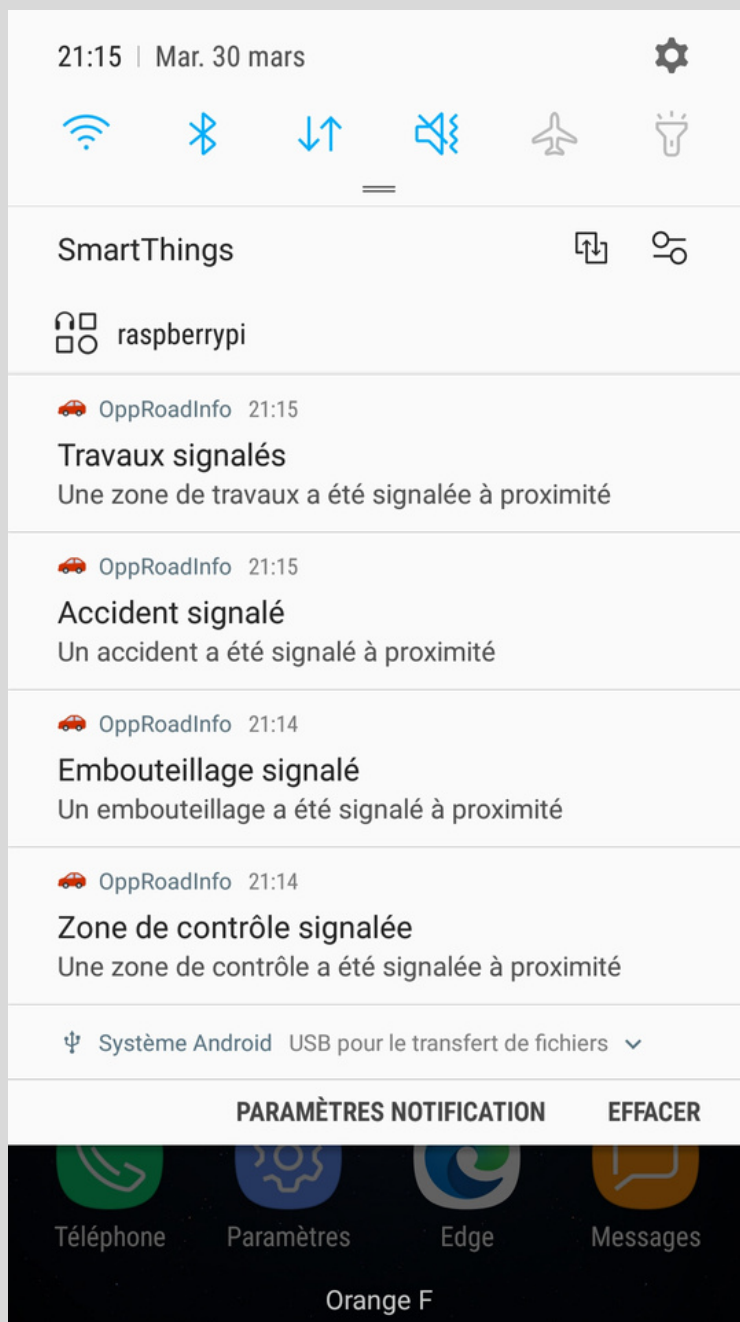 21:15 | Mar. 30 mars
SmartThings
raspberrypi
OppRoadInfo 21:15
Travaux signalés
Une zone de travaux a été signalée à proximité
OppRoadInfo 21:15
Accident signalé
Un accident a été signalé à proximité
OppRoadInfo 21:14
Embouteillage signalé
Un embouteillage a été signalé à proximité
OppRoadInfo 21:14
Zone de contrôle signalée
Une zone de contrôle a été signalée à proximité
Système Android USB pour le transfert de fichiers
PARAMÈTRES NOTIFICATION EFFACER
Téléphone Paramètres Edge Messages
Orange F